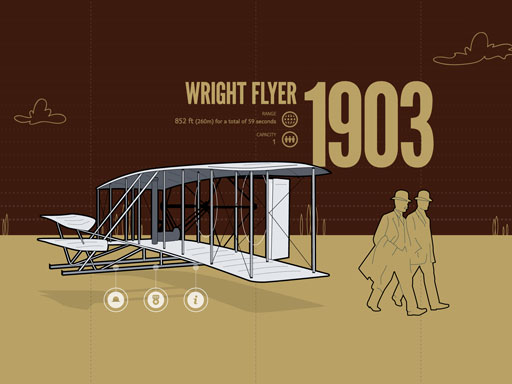 WRIGHT FLYER
1903
RANGE
852 ft (260m) for a total of 59 seconds
CAPACITY
1
i